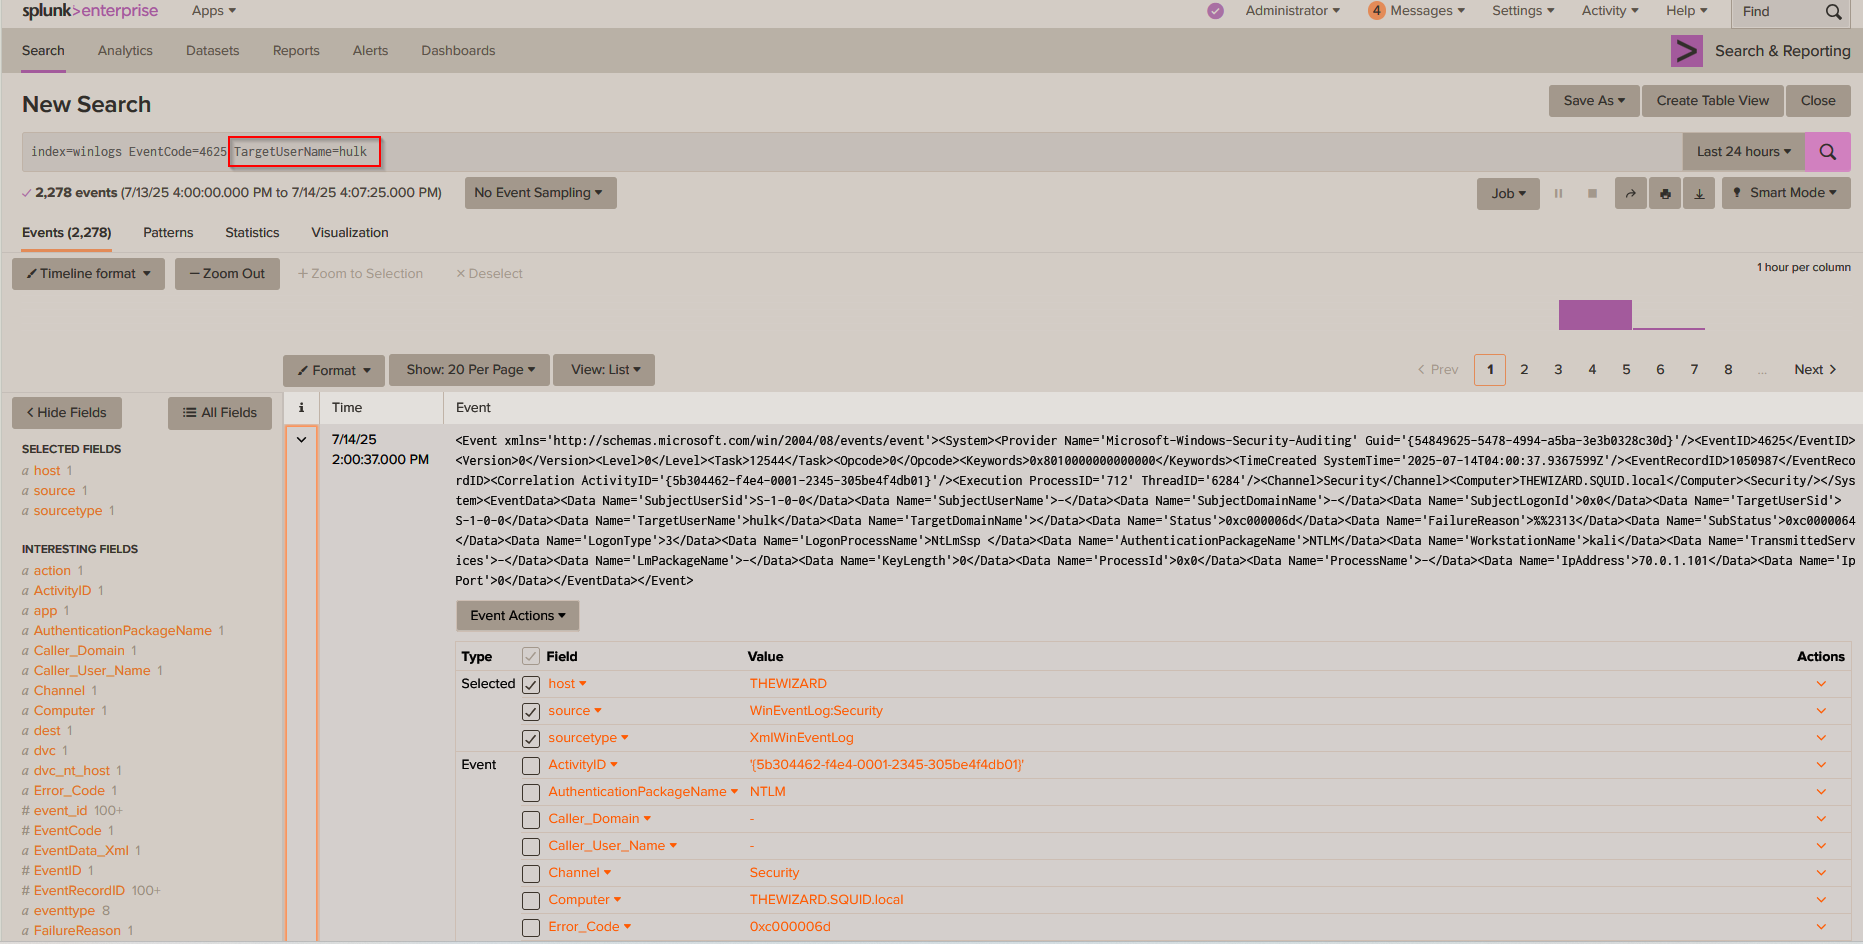 splunk>enterprise Apps Administrator 4 Messages Settings Activity Help Find
Search Analytics Datasets Reports Alerts Dashboards > Search & Reporting
New Search Save As Create Table View Close
index=winlogs EventCode=4625 TargetUserName=hulk Last 24 hours
2,278 events (7/13/25 4:00:00.000 PM to 7/14/25 4:07:25.000 PM) No Event Sampling Job Smart Mode
Events (2,278) Patterns Statistics Visualization
Timeline format — Zoom Out + Zoom to Selection × Deselect 1 hour per column
Format Show: 20 Per Page View: List < Prev 1 2 3 4 5 6 7 8 ... Next >
< Hide Fields All Fields
SELECTED FIELDS
a host 1
a source 1
a sourcetype 1
INTERESTING FIELDS
a action 1
a ActivityID 1
a app 1
a AuthenticationPackageName 1
a Caller_Domain 1
a Caller_User_Name 1
a Channel 1
a Computer 1
a dest 1
a dvc 1
a dvc_nt_host 1
a Error_Code 1
# event_id 100+
# EventCode 1
a EventData_Xml 1
# EventID 1
# EventRecordID 100+
a eventtype 8
a FailureReason 1
i Time Event
7/14/25
2:00:37.000 PM
<Event xmlns='http://schemas.microsoft.com/win/2004/08/events/event'><System><Provider Name='Microsoft-Windows-Security-Auditing' Guid='{54849625-5478-4994-a5ba-3e3b0328c30d}'/><EventID>4625</EventID>
<Version>0</Version><Level>0</Level><Task>12544</Task><Opcode>0</Opcode><Keywords>0x8010000000000000</Keywords><TimeCreated SystemTime='2025-07-14T04:00:37.9367599Z'/><EventRecordID>1050987</EventReco
rdID><Correlation ActivityID='{5b304462-f4e4-0001-2345-305be4f4db01}'/><Execution ProcessID='712' ThreadID='6284'/><Channel>Security</Channel><Computer>THEWIZARD.SQUID.local</Computer><Security/></Sys
tem><EventData><Data Name='SubjectUserSid'>S-1-0-0</Data><Data Name='SubjectUserName'>-</Data><Data Name='SubjectDomainName'>-</Data><Data Name='SubjectLogonId'>0x0</Data><Data Name='TargetUserSid'>
S-1-0-0</Data><Data Name='TargetUserName'>hulk</Data><Data Name='TargetDomainName'></Data><Data Name='Status'>0xc000006d</Data><Data Name='FailureReason'>%%2313</Data><Data Name='SubStatus'>0xc0000064
</Data><Data Name='LogonType'>3</Data><Data Name='LogonProcessName'>NtLmSsp </Data><Data Name='AuthenticationPackageName'>NTLM</Data><Data Name='WorkstationName'>kali</Data><Data Name='TransmittedServ
ices'>-</Data><Data Name='LmPackageName'>-</Data><Data Name='KeyLength'>0</Data><Data Name='ProcessId'>0x0</Data><Data Name='ProcessName'>-</Data><Data Name='IpAddress'>70.0.1.101</Data><Data Name='Ip
Port'>0</Data></EventData></Event>
Event Actions
Type Field Value Actions
Selected host THEWIZARD
source WinEventLog:Security
sourcetype XmlWinEventLog
Event ActivityID '{5b304462-f4e4-0001-2345-305be4f4db01}'
AuthenticationPackageName NTLM
Caller_Domain -
Caller_User_Name -
Channel Security
Computer THEWIZARD.SQUID.local
Error_Code 0xc000006d